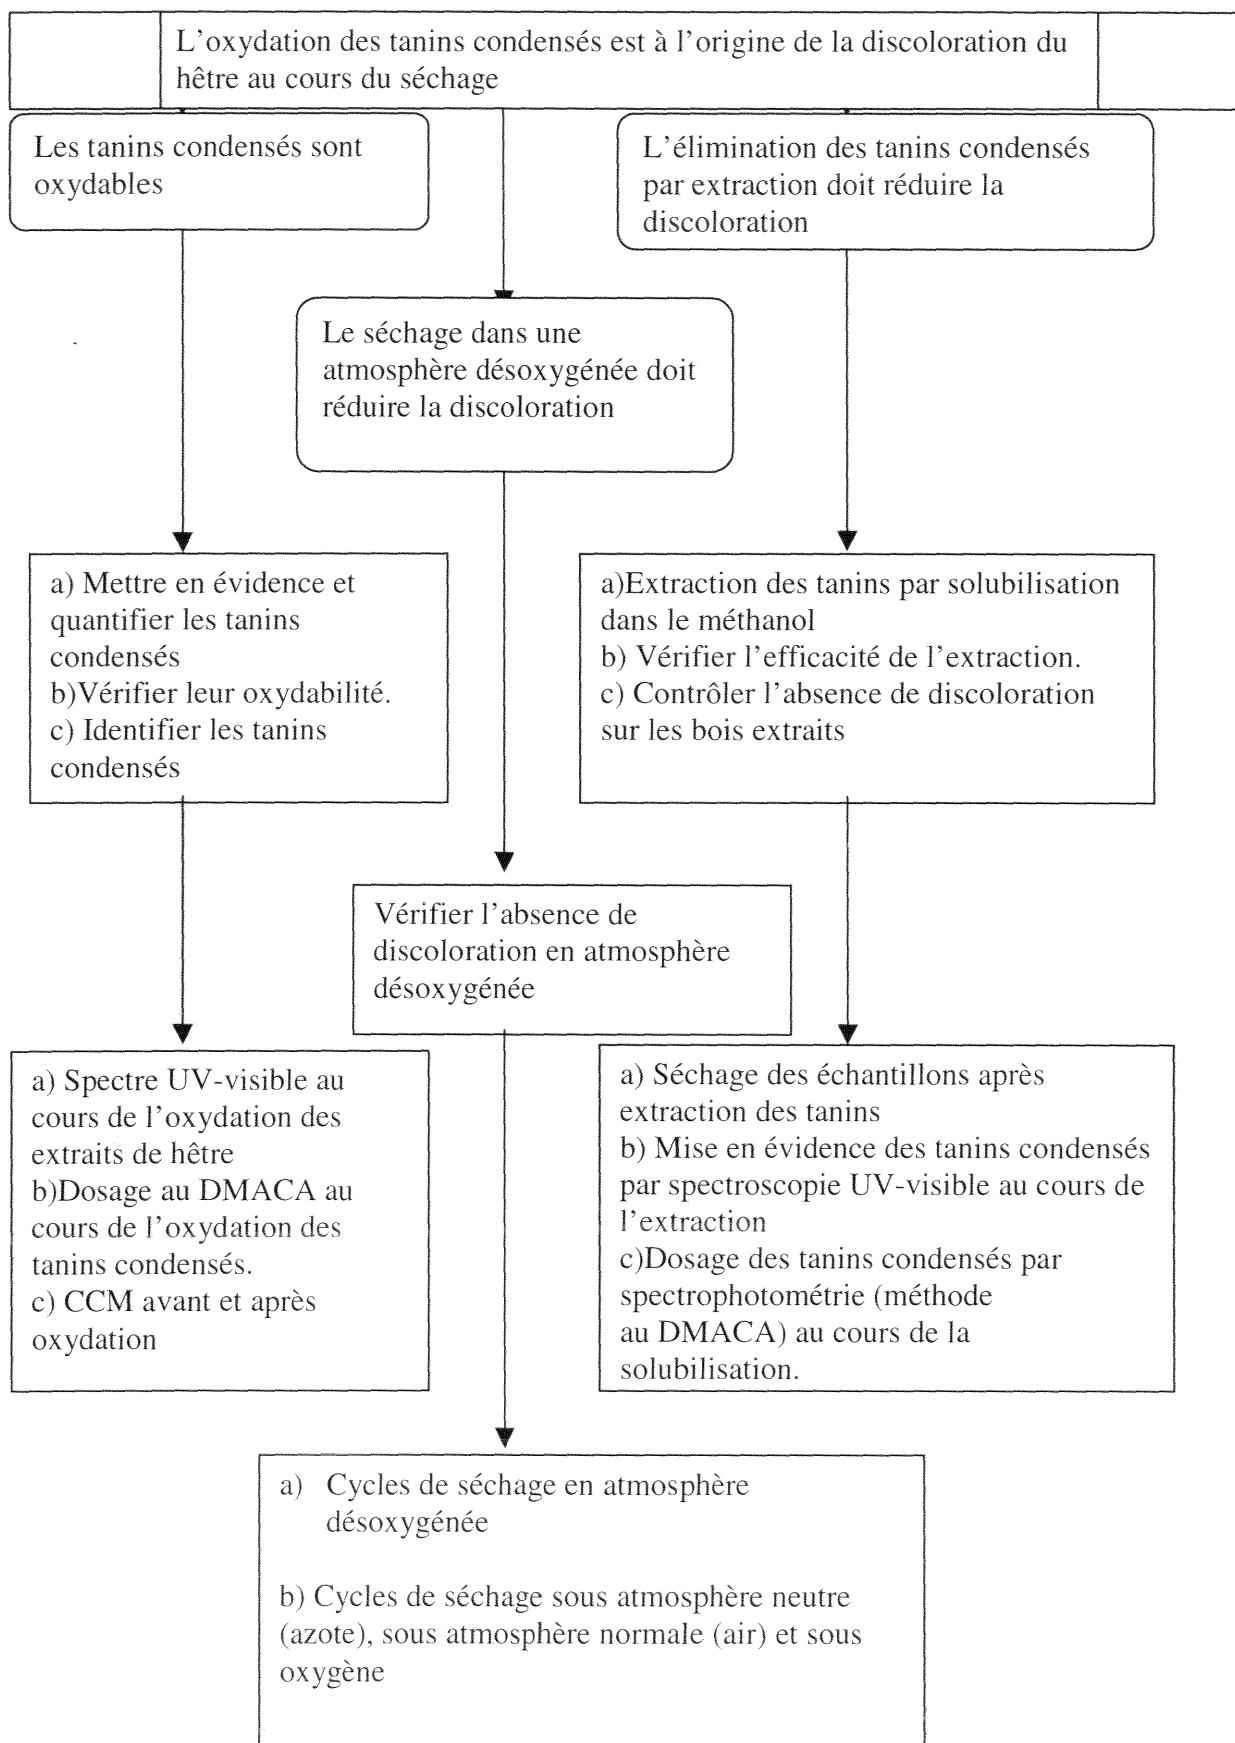 L'oxydation des tanins condensés est à l'origine de la discoloration du
hêtre au cours du séchage
Les tanins condensés sont
oxydables
L'élimination des tanins condensés
par extraction doit réduire la
discoloration
Le séchage dans une
atmosphère désoxygénée doit
réduire la discoloration
a) Mettre en évidence et
quantifier les tanins
condensés
b)Vérifier leur oxydabilité.
c) Identifier les tanins
condensés
a)Extraction des tanins par solubilisation
dans le méthanol
b) Vérifier l'efficacité de l'extraction.
c) Contrôler l'absence de discoloration
sur les bois extraits
Vérifier l'absence de
discoloration en atmosphère
désoxygénée
a) Spectre UV-visible au
cours de l'oxydation des
extraits de hêtre
b)Dosage au DMACA au
cours de l'oxydation des
tanins condensés.
c) CCM avant et après
oxydation
a) Séchage des échantillons après
extraction des tanins
b) Mise en évidence des tanins condensés
par spectroscopie UV-visible au cours de
l'extraction
c)Dosage des tanins condensés par
spectrophotométrie (méthode
au DMACA) au cours de la
solubilisation.
a) Cycles de séchage en atmosphère
désoxygénée
b) Cycles de séchage sous atmosphère neutre
(azote), sous atmosphère normale (air) et sous
oxygène